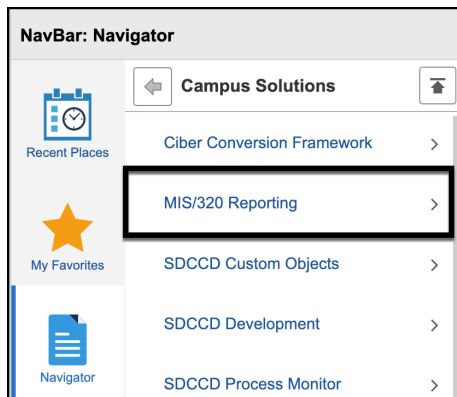 NavBar: Navigator
Campus Solutions
Recent Places
Ciber Conversion Framework
MIS/320 Reporting
My Favorites
SDCCD Custom Objects
SDCCD Development
Navigator
SDCCD Process Monitor